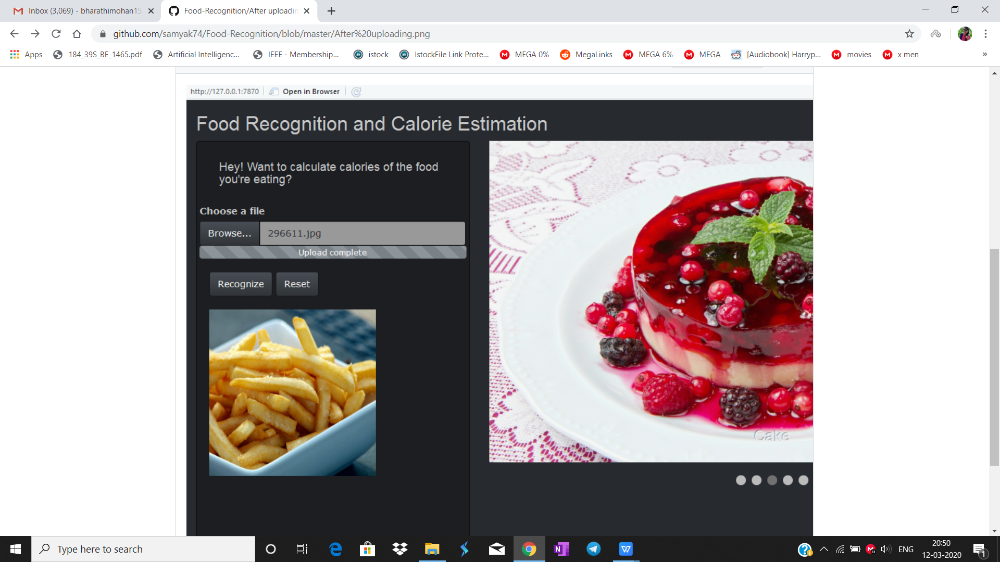 Inbox (3,069) - bharathimohan15
Food-Recognition/After uploadin
github.com/samyak74/Food-Recognition/blob/master/After%20uploading.png
Apps 184_39S_BE_1465.pdf Artificial Intelligenc... IEEE - Membership... istock IstockFile Link Prote... MEGA 0% MegaLinks MEGA 6% MEGA [Audiobook] Harryp... movies x men »
http://127.0.0.1:7870 Open in Browser
Food Recognition and Calorie Estimation
Hey! Want to calculate calories of the food
you're eating?
Choose a file
Browse... 296611.jpg
Upload complete
Recognize Reset
Cake
Type here to search
ENG
20:50
12-03-2020
1